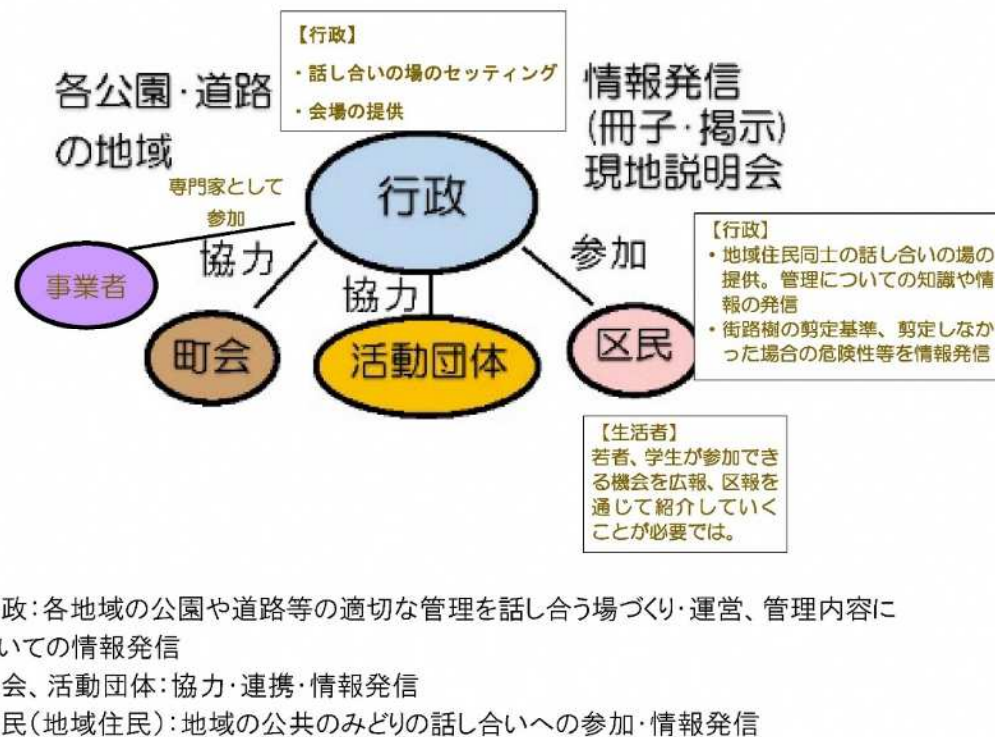 【行政】
・話し合いの場のセッティング
・会場の提供
各公園・道路
の地域
情報発信
(冊子・掲示)
現地説明会
行政
専門家として
参加
協力
協力
参加
事業者
町会
活動団体
区民
【行政】
・地域住民同士の話し合いの場の
提供。管理についての知識や情
報の発信
・街路樹の剪定基準、剪定しなか
った場合の危険性等を情報発信
【生活者】
若者、学生が参加でき
る機会を広報、区報を
通じて紹介していく
ことが必要では。
政：各地域の公園や道路等の適切な管理を話し合う場づくり・運営、管理内容に
いての情報発信
会、活動団体：協力・連携・情報発信
民（地域住民）：地域の公共のみどりの話し合いへの参加・情報発信